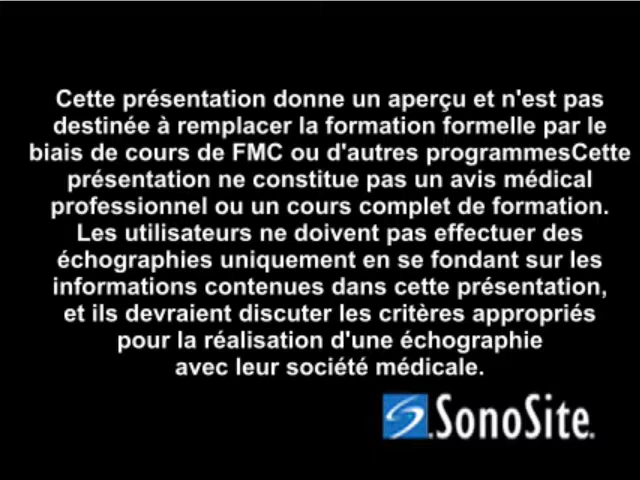 Cette présentation donne un aperçu et n'est pas
destinée à remplacer la formation formelle par le
biais de cours de FMC ou d'autres programmesCette
présentation ne constitue pas un avis médical
professionnel ou un cours complet de formation.
Les utilisateurs ne doivent pas effectuer des
échographies uniquement en se fondant sur les
informations contenues dans cette présentation,
et ils devraient discuter les critères appropriés
pour la réalisation d'une échographie
avec leur société médicale.
SonoSite